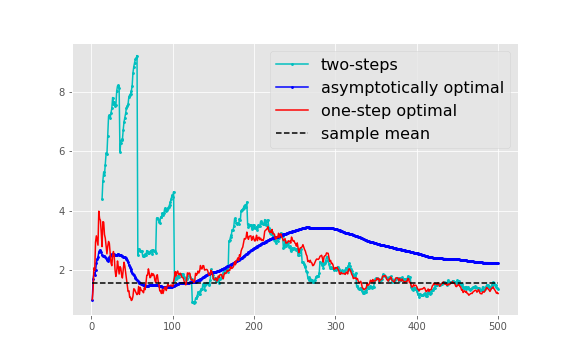 two-steps
asymptotically optimal
one-step optimal
sample mean
8
6
4
2
0 100 200 300 400 500